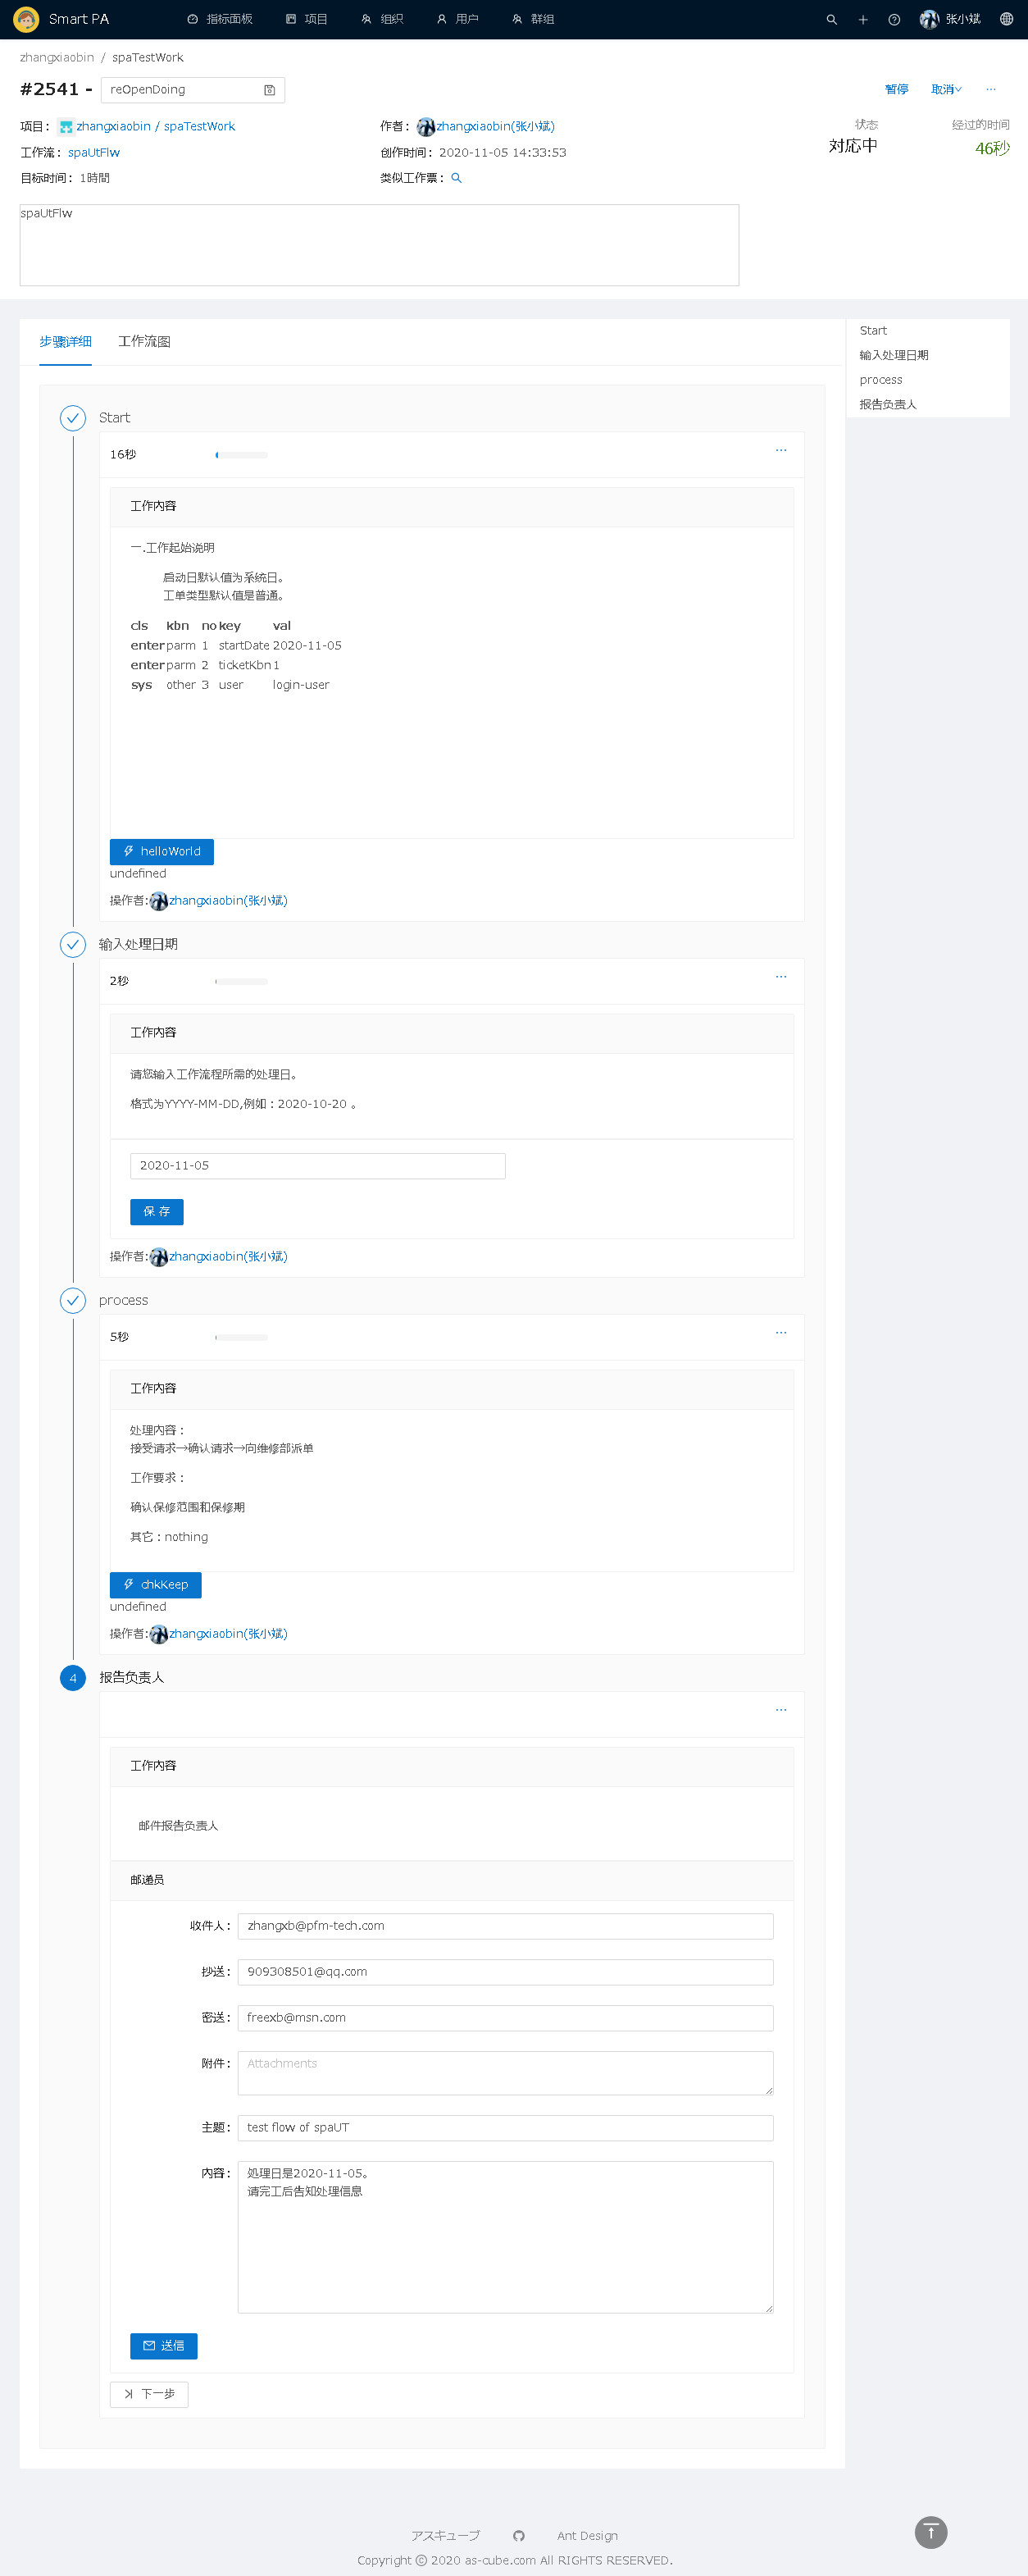 Smart PA 指标面板 项目 组织 用户 群组 张小斌
zhangxiaobin / spaTestWork
#2541 - reOpenDoing 暂停 取消
项目： zhangxiaobin / spaTestWork 作者： zhangxiaobin(张小斌) 状态 经过的时间
工作流： spaUtFlw 创作时间： 2020-11-05 14:33:53 対応中 46秒
目标时间： 1時間 类似工作票：
spaUtFlw
步骤详细 工作流图
Start
输入处理日期
process
报告负责人
Start
16秒
工作内容
一.工作起始说明
启动日默认值为系统日。
工单类型默认值是普通。
cls kbn no key val
enter parm 1 startDate 2020-11-05
enter parm 2 ticketKbn 1
sys other 3 user login-user
helloWorld
undefined
操作者:zhangxiaobin(张小斌)
输入处理日期
2秒
工作内容
请您输入工作流程所需的处理日。
格式为YYYY-MM-DD,例如：2020-10-20 。
2020-11-05
保 存
操作者:zhangxiaobin(张小斌)
process
5秒
工作内容
处理内容：
接受请求→确认请求→向维修部派单
工作要求：
确认保修范围和保修期
其它：nothing
chkKeep
undefined
操作者:zhangxiaobin(张小斌)
4 报告负责人
工作内容
邮件报告负责人
邮递员
收件人： zhangxb@pfm-tech.com
抄送： 909308501@qq.com
密送： freexb@msn.com
附件： Attachments
主题： test flow of spaUT
内容： 処理日是2020-11-05。
请完工后告知处理信息
送信
下一步
アスキューブ Ant Design
Copyright © 2020 as-cube.com All RIGHTS RESERVED.